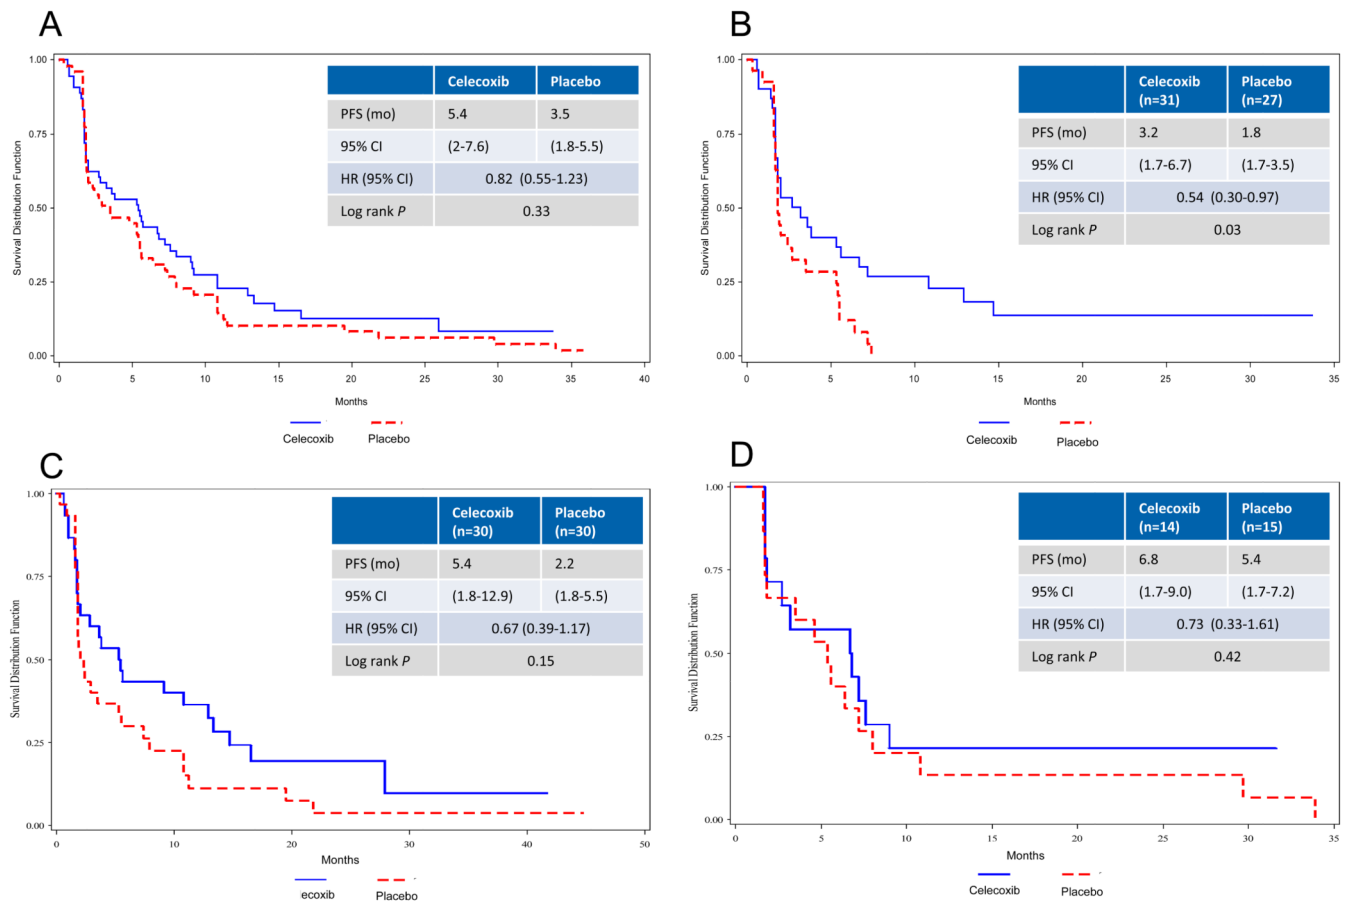 A
Survival Distribution Function
1.00
0.75
0.50
0.25
0.00
0 5 10 15 20 25 30 35 40
Months
Celecoxib Placebo
Celecoxib Placebo
PFS (mo) 5.4 3.5
95% CI (2-7.6) (1.8-5.5)
HR (95% CI) 0.82 (0.55-1.23)
Log rank P 0.33
B
Survival Distribution Function
1.00
0.75
0.50
0.25
0.00
0 5 10 15 20 25 30 35
Months
Celecoxib Placebo
Celecoxib Placebo
(n=31) (n=27)
PFS (mo) 3.2 1.8
95% CI (1.7-6.7) (1.7-3.5)
HR (95% CI) 0.54 (0.30-0.97)
Log rank P 0.03
C
Survival Distribution Function
1.00
0.75
0.50
0.25
0.00
0 10 20 30 40 50
Months
ecoxib Placebo
Celecoxib Placebo
(n=30) (n=30)
PFS (mo) 5.4 2.2
95% CI (1.8-12.9) (1.8-5.5)
HR (95% CI) 0.67 (0.39-1.17)
Log rank P 0.15
D
Survival Distribution Function
1.00
0.75
0.50
0.25
0.00
0 5 10 15 20 25 30 35
Months
Celecoxib Placebo
Celecoxib Placebo
(n=14) (n=15)
PFS (mo) 6.8 5.4
95% CI (1.7-9.0) (1.7-7.2)
HR (95% CI) 0.73 (0.33-1.61)
Log rank P 0.42